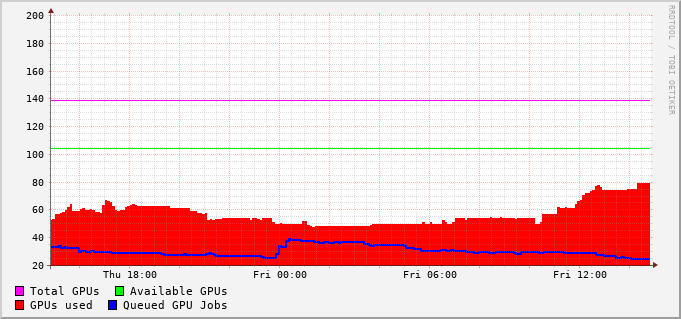 200
180
160
140
120
100
80
60
40
20
Thu 18:00 Fri 00:00 Fri 06:00 Fri 12:00
Total GPUs Available GPUs
GPUs used Queued GPU Jobs
RRDTOOL / TOBI OETIKER